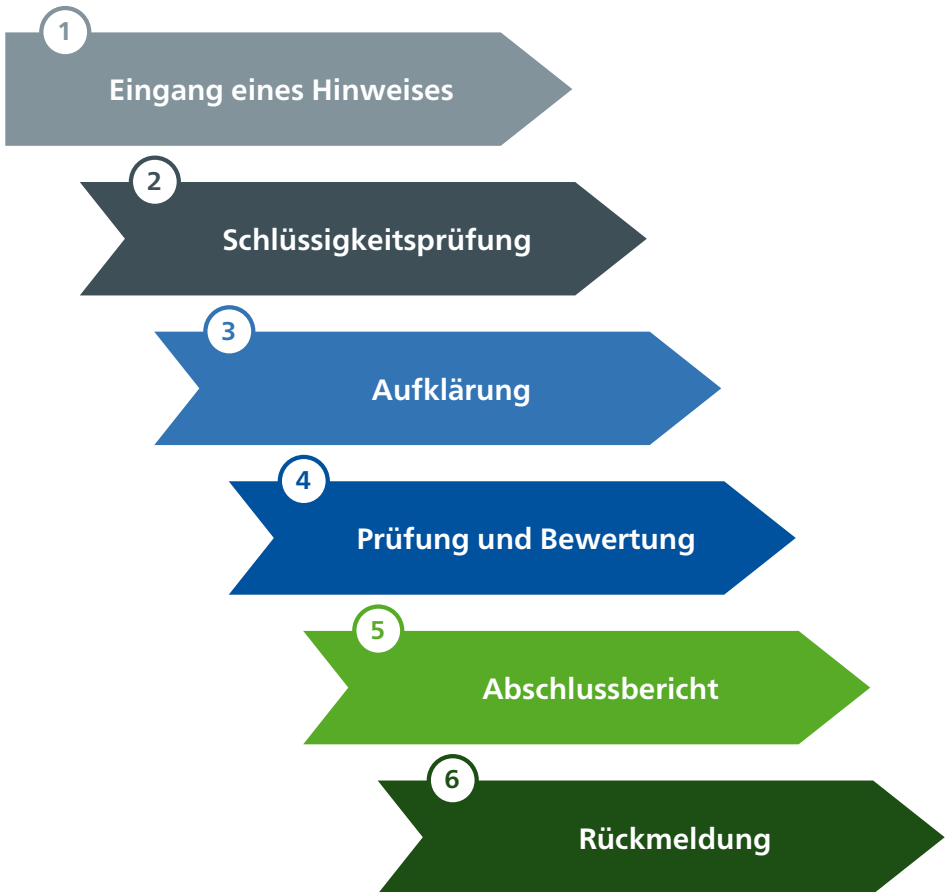 1
Eingang eines Hinweises
2
Schlüssigkeitsprüfung
3
Aufklärung
4
Prüfung und Bewertung
5
Abschlussbericht
6
Rückmeldung